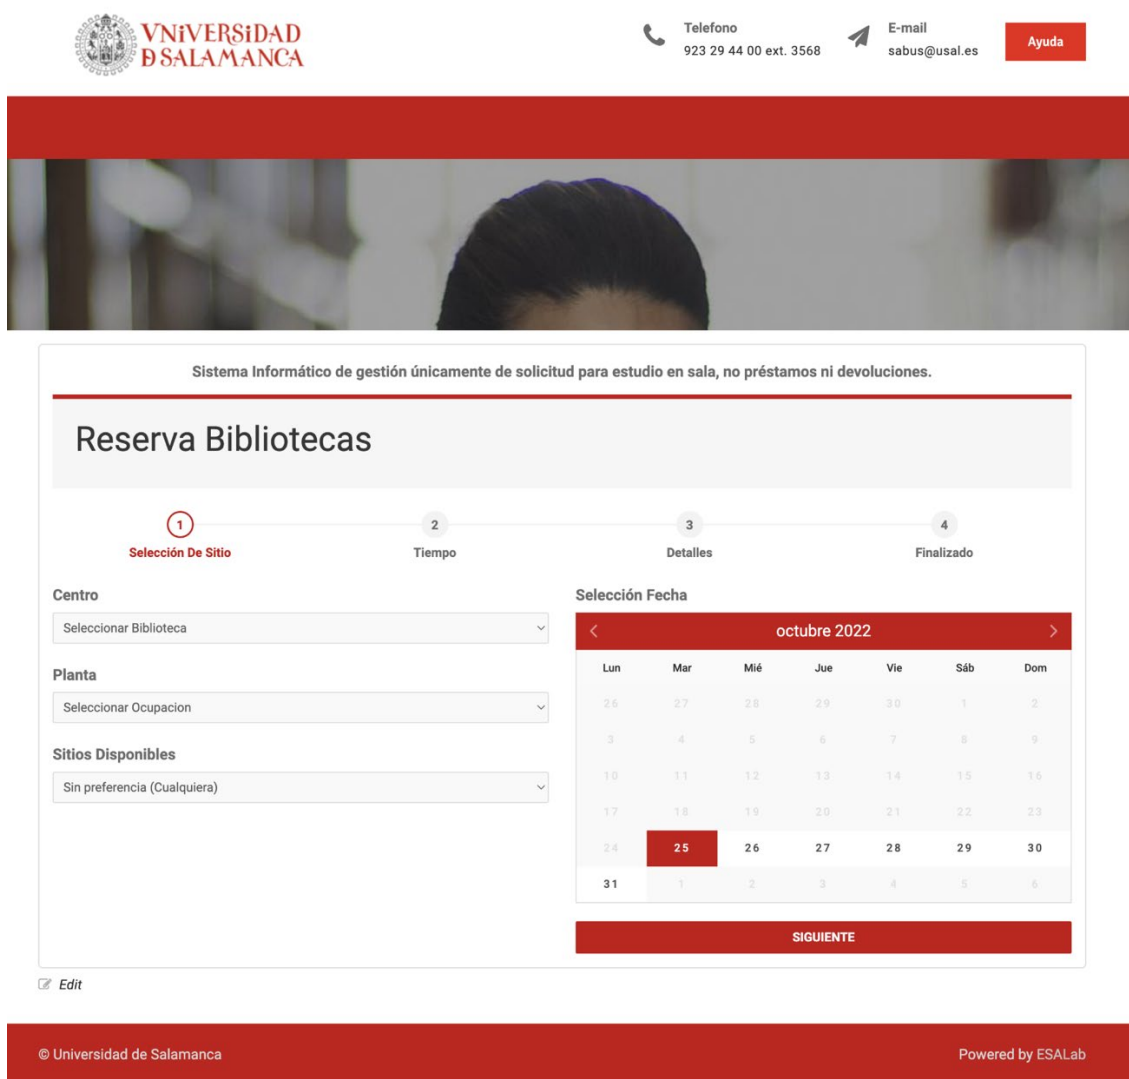 VNiVERSiDAD
D SALAMANCA
Telefono
923 29 44 00 ext. 3568
E-mail
sabus@usal.es
Ayuda
Sistema Informático de gestión únicamente de solicitud para estudio en sala, no préstamos ni devoluciones.
Reserva Bibliotecas
1 2 3 4
Selección De Sitio Tiempo Detalles Finalizado
Centro
Seleccionar Biblioteca
Planta
Seleccionar Ocupacion
Sitios Disponibles
Sin preferencia (Cualquiera)
Selección Fecha
octubre 2022
Lun Mar Mié Jue Vie Sáb Dom
26 27 28 29 30 1 2
3 4 5 6 7 8 9
10 11 12 13 14 15 16
17 18 19 20 21 22 23
24 25 26 27 28 29 30
31 1 2 3 4 5 6
SIGUIENTE
Edit
© Universidad de Salamanca
Powered by ESALab